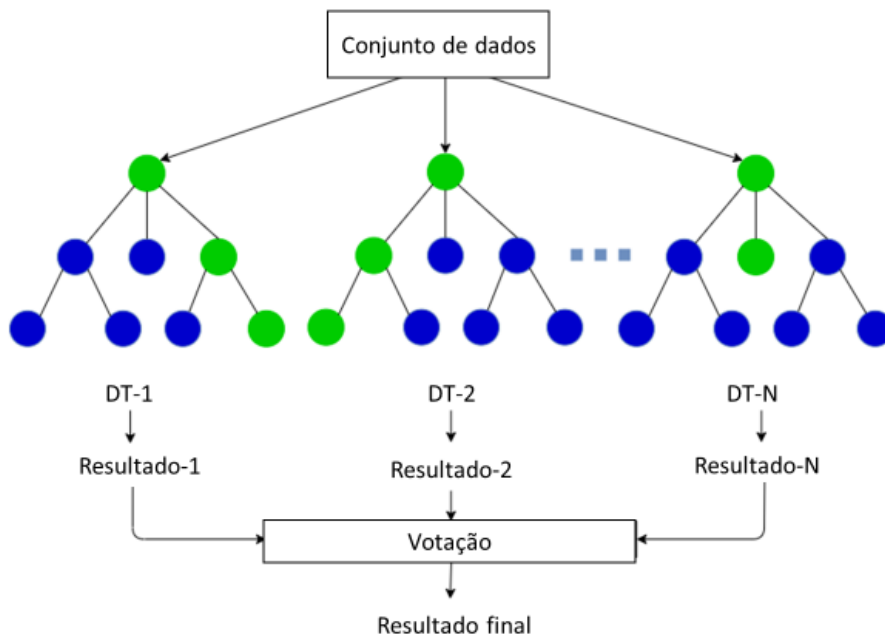 Conjunto de dados
DT-1
DT-2
DT-N
Resultado-1
Resultado-2
Resultado-N
Votação
Resultado final